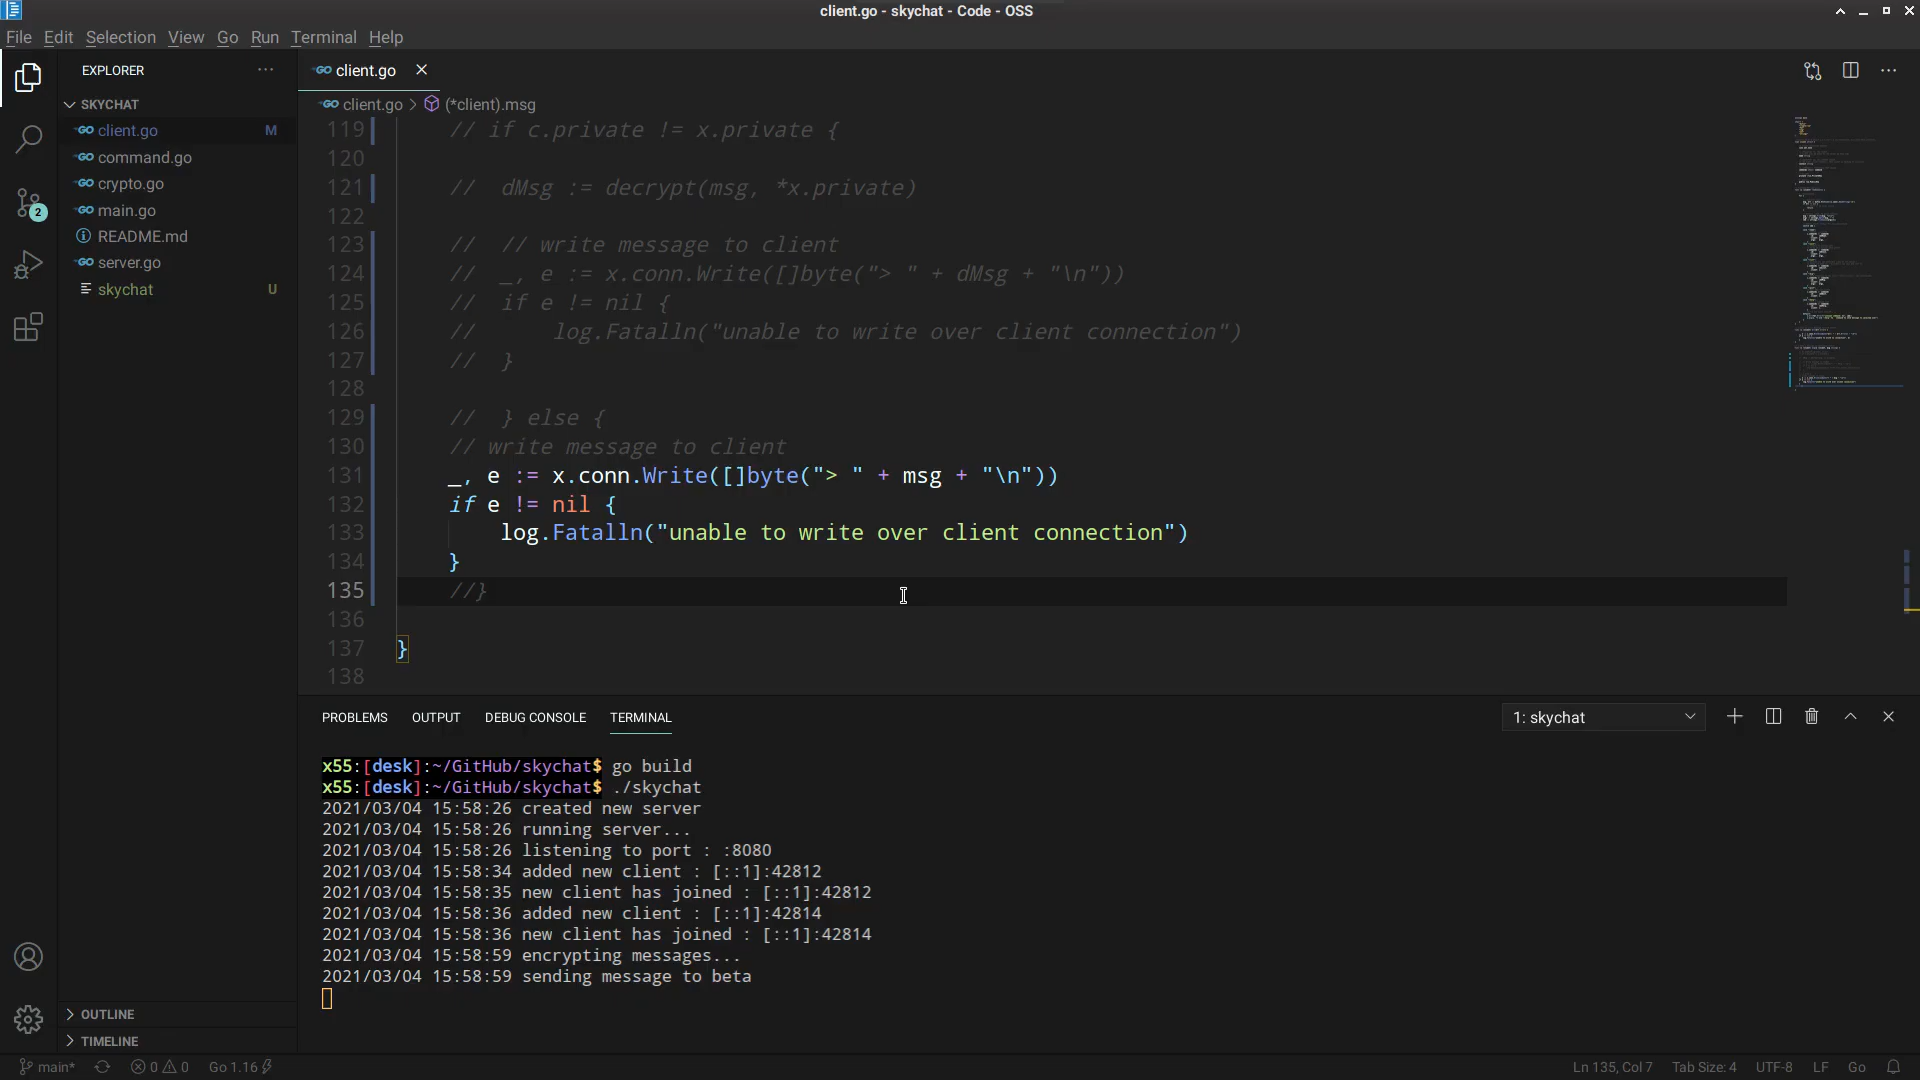 client.go - skychat - Code - OSS
File Edit Selection View Go Run Terminal Help
EXPLORER
SKYCHAT
client.go M
command.go
crypto.go
main.go
README.md
server.go
skychat U
2
OUTLINE
TIMELINE
client.go
client.go > (*client).msg
119 // if c.private != x.private {
120
121 //  dMsg := decrypt(msg, *x.private)
122
123 //  // write message to client
124 //  _, e := x.conn.Write([]byte("> " + dMsg + "\n"))
125 //  if e != nil {
126 //      log.Fatalln("unable to write over client connection")
127 //  }
128
129 //  } else {
130 // write message to client
131 _, e := x.conn.Write([]byte("> " + msg + "\n"))
132 if e != nil {
133     log.Fatalln("unable to write over client connection")
134 }
135 //}
136
137 }
138
PROBLEMS OUTPUT DEBUG CONSOLE TERMINAL
1: skychat
x55:[desk]:~/GitHub/skychat$ go build
x55:[desk]:~/GitHub/skychat$ ./skychat
2021/03/04 15:58:26 created new server
2021/03/04 15:58:26 running server...
2021/03/04 15:58:26 listening to port : :8080
2021/03/04 15:58:34 added new client : [::1]:42812
2021/03/04 15:58:35 new client has joined : [::1]:42812
2021/03/04 15:58:36 added new client : [::1]:42814
2021/03/04 15:58:36 new client has joined : [::1]:42814
2021/03/04 15:58:59 encrypting messages...
2021/03/04 15:58:59 sending message to beta
main* 0 0 Go 1.16 Ln 135, Col 7 Tab Size: 4 UTF-8 LF Go